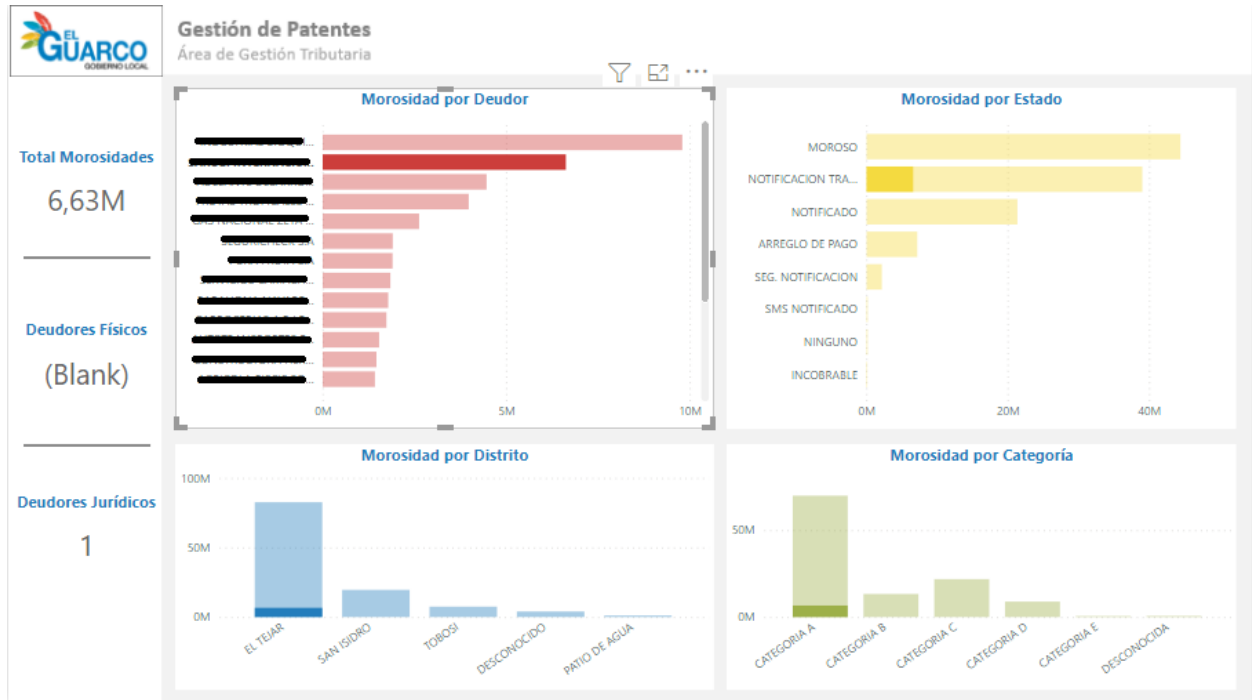 EL
GUARCO
GOBIERNO LOCAL
Gestión de Patentes
Área de Gestión Tributaria
Total Morosidades
6,63M
Deudores Físicos
(Blank)
Deudores Jurídicos
1
Morosidad por Deudor
0M
5M
10M
Morosidad por Estado
MOROSO
NOTIFICACION TRA...
NOTIFICADO
ARREGLO DE PAGO
SEG. NOTIFICACION
SMS NOTIFICADO
NINGUNO
INCOBRABLE
0M
20M
40M
Morosidad por Distrito
100M
50M
0M
EL TEJAR
SAN ISIDRO
TOBOSI
DESCONOCIDO
PATIO DE AGUA
Morosidad por Categoría
50M
0M
CATEGORIA A
CATEGORIA B
CATEGORIA C
CATEGORIA D
CATEGORIA E
DESCONOCIDA